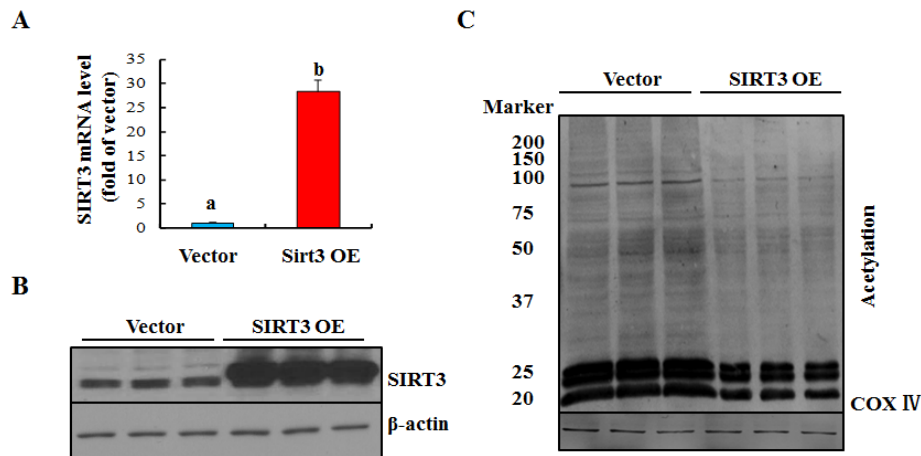 A
SIRT3 mRNA level
(fold of vector)
35
30
25
20
15
10
5
0
a
b
Vector
Sirt3 OE
B
Vector
SIRT3 OE
SIRT3
β-actin
C
Vector
SIRT3 OE
Marker
200
150
100
75
50
37
25
20
Acetylation
COX Ⅳ